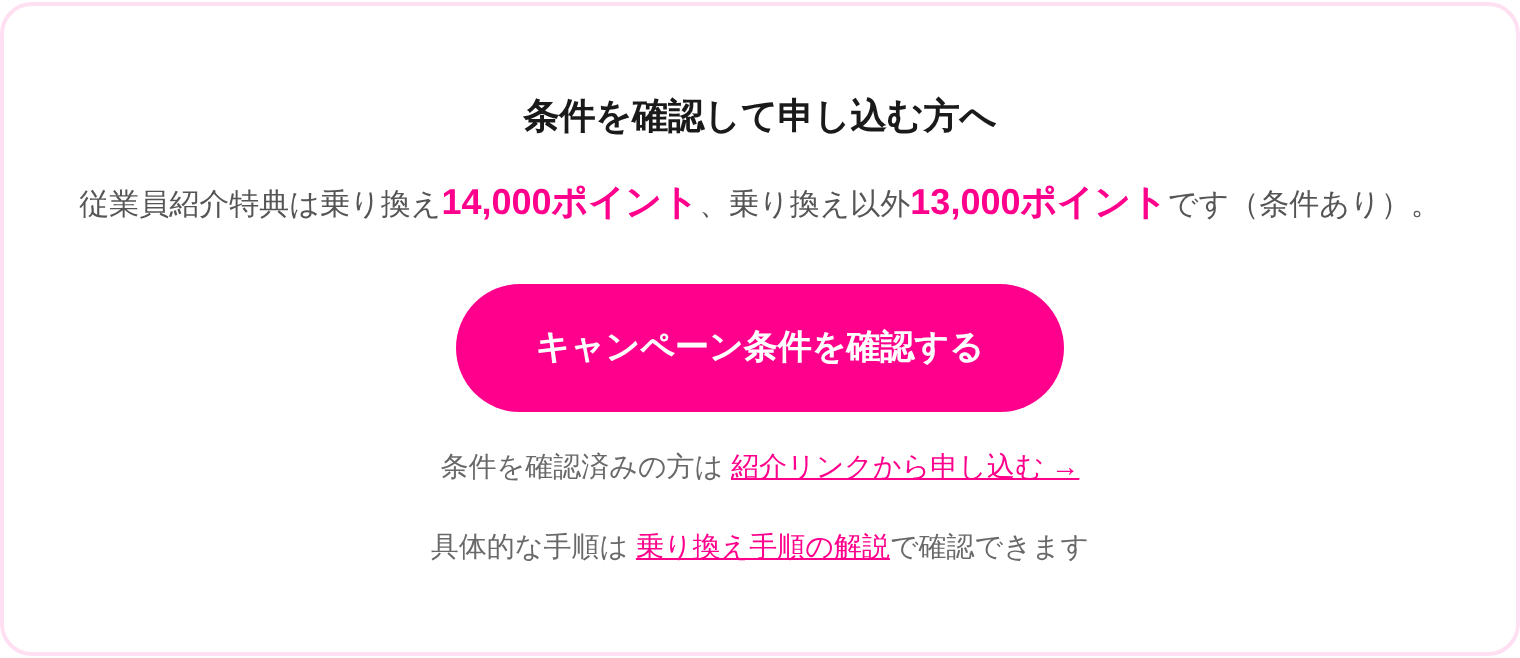 条件を確認して申し込む方へ
従業員紹介特典は乗り換え14,000ポイント、乗り換え以外13,000ポイントです（条件あり）。
キャンペーン条件を確認する
条件を確認済みの方は 紹介リンクから申し込む →
具体的な手順は 乗り換え手順の解説で確認できます